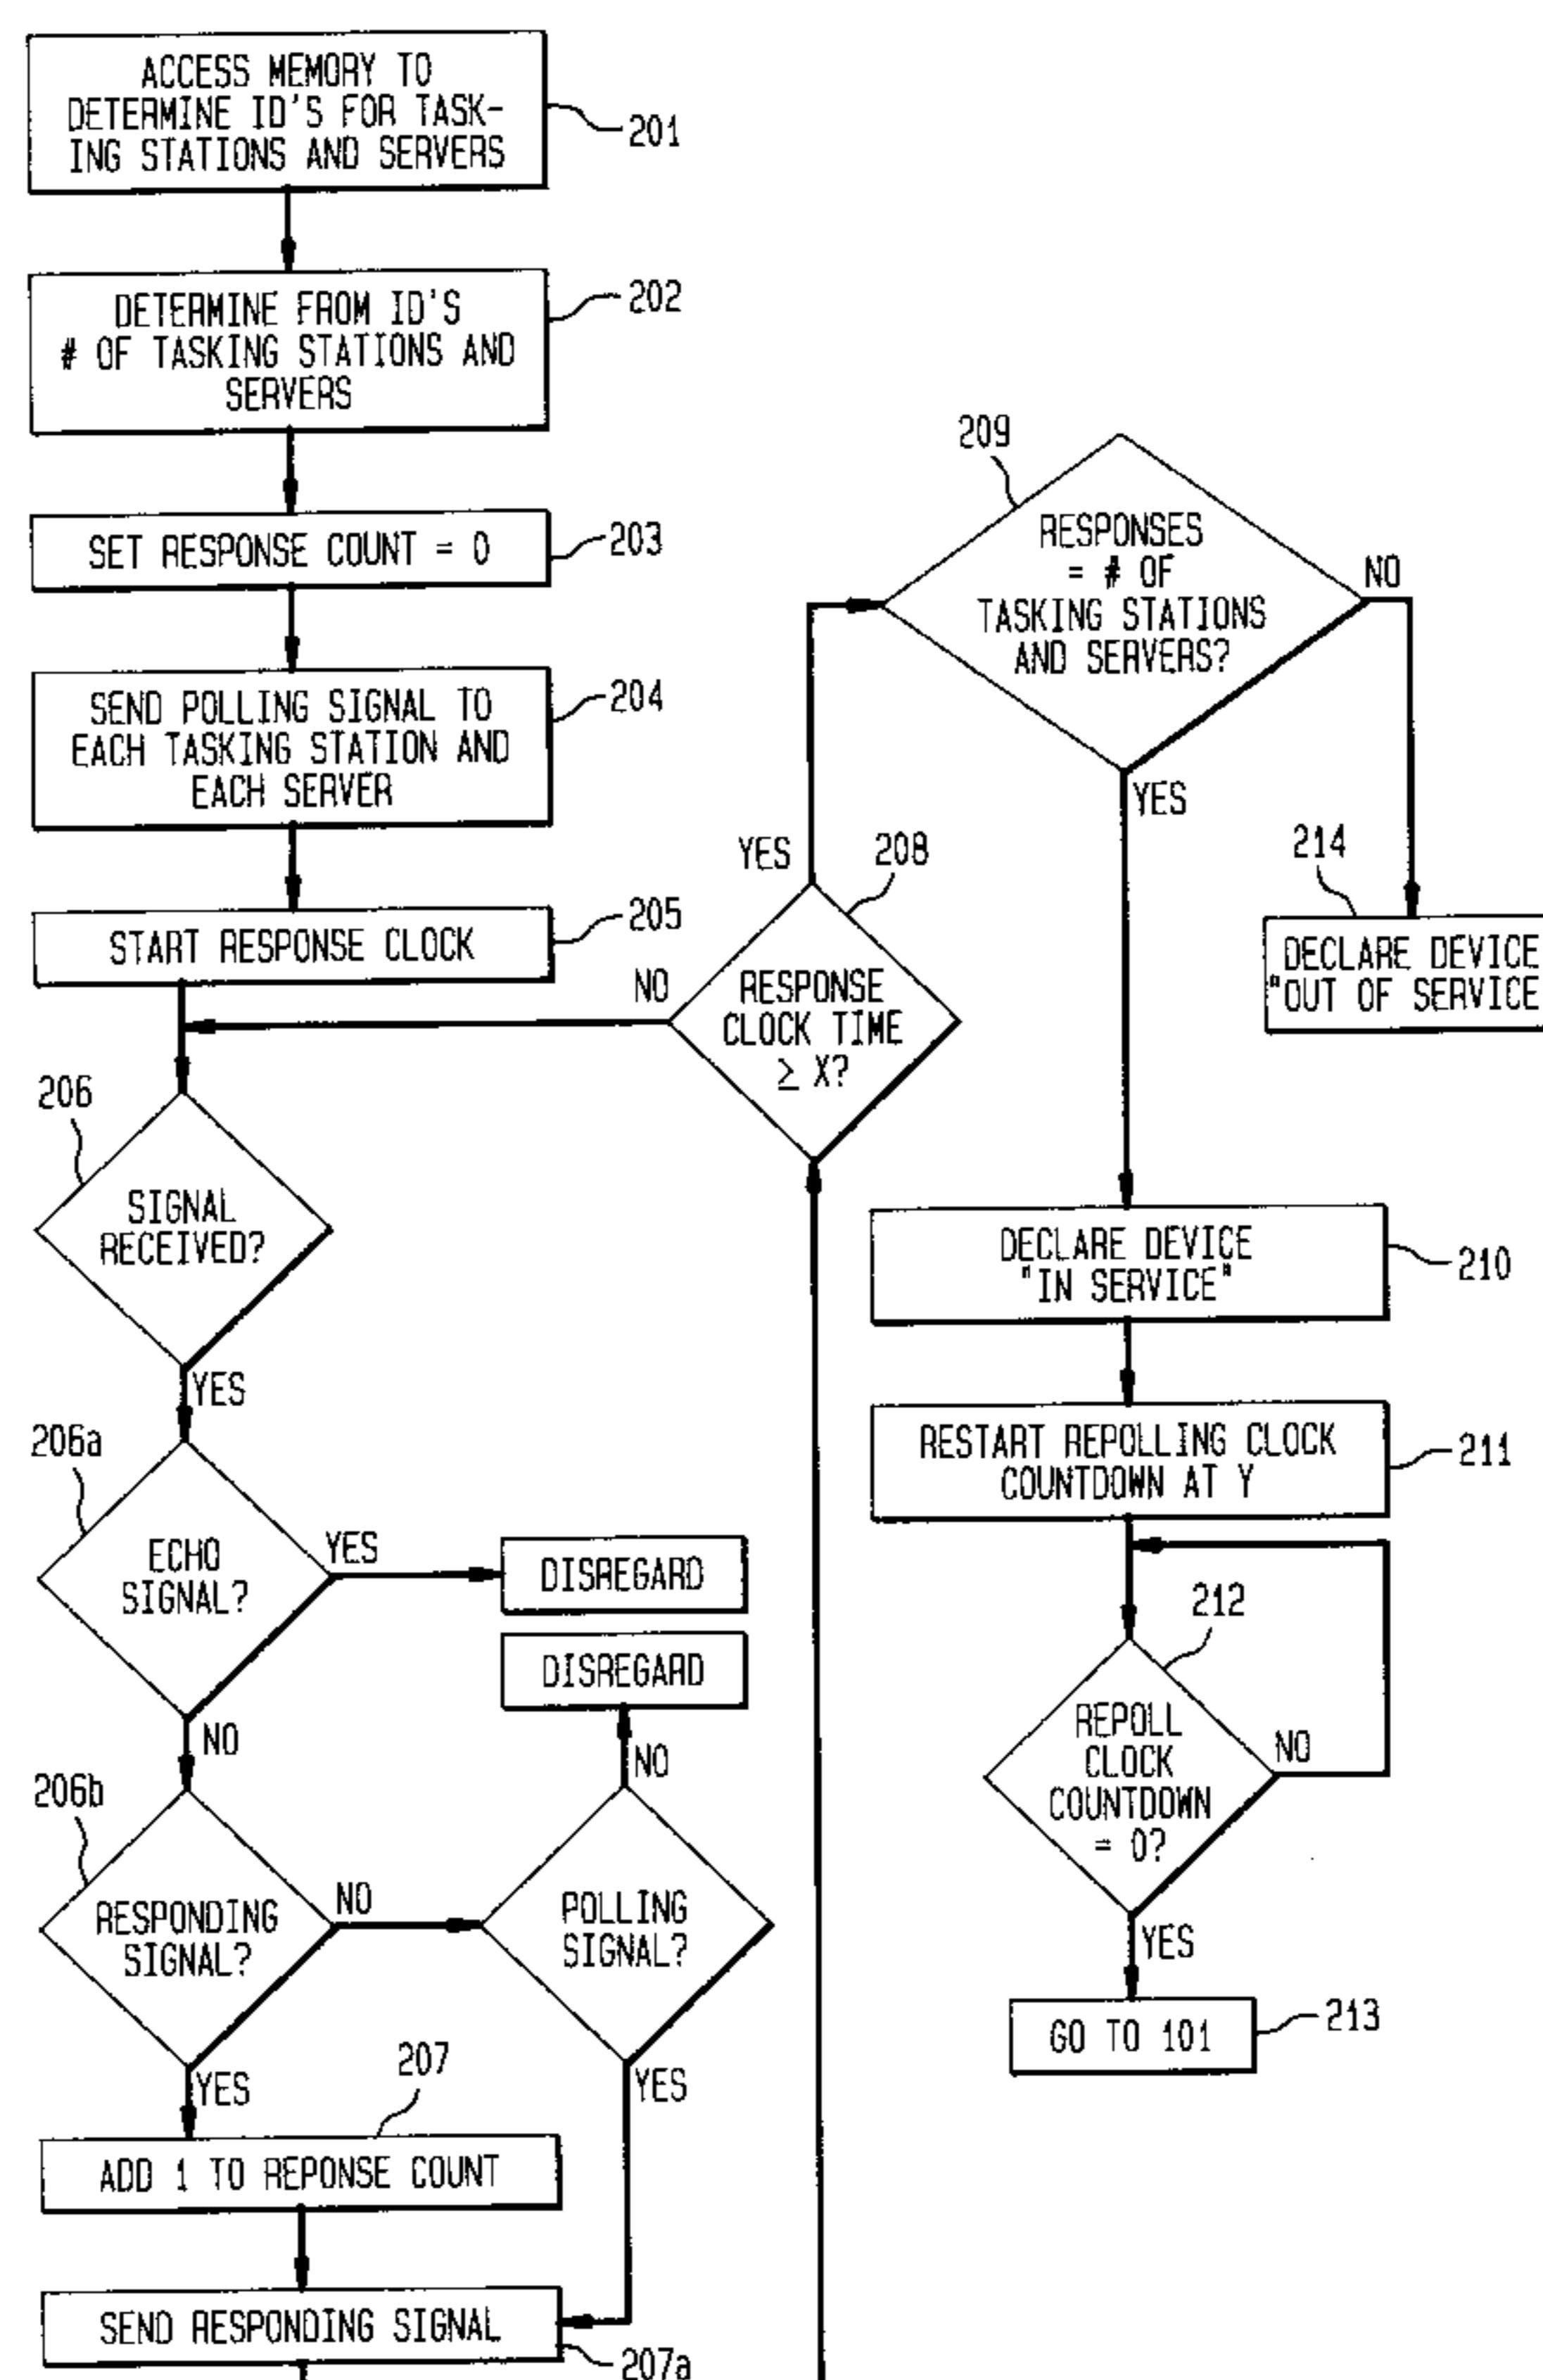 ACCESS MEMORY TO
DETERMINE ID'S FOR TASK-
ING STATIONS AND SERVERS
201
DETERMINE FROM ID'S
# OF TASKING STATIONS AND
SERVERS
202
SET RESPONSE COUNT = 0
203
SEND POLLING SIGNAL TO
EACH TASKING STATION AND
EACH SERVER
204
START RESPONSE CLOCK
205
206
SIGNAL
RECEIVED?
YES
206a
ECHO
SIGNAL?
YES
DISREGARD
NO
206b
RESPONDING
SIGNAL?
NO
POLLING
SIGNAL?
NO
DISREGARD
YES
YES
207
ADD 1 TO REPONSE COUNT
SEND RESPONDING SIGNAL
207a
208
RESPONSE
CLOCK TIME
≥ X?
NO
YES
209
RESPONSES
= # OF
TASKING STATIONS
AND SERVERS?
NO
YES
214
DECLARE DEVICE
"OUT OF SERVICE
DECLARE DEVICE
"IN SERVICE"
210
RESTART REPOLLING CLOCK
COUNTDOWN AT Y
211
212
REPOLL
CLOCK
COUNTDOWN
= 0?
NO
YES
GO TO 101
213